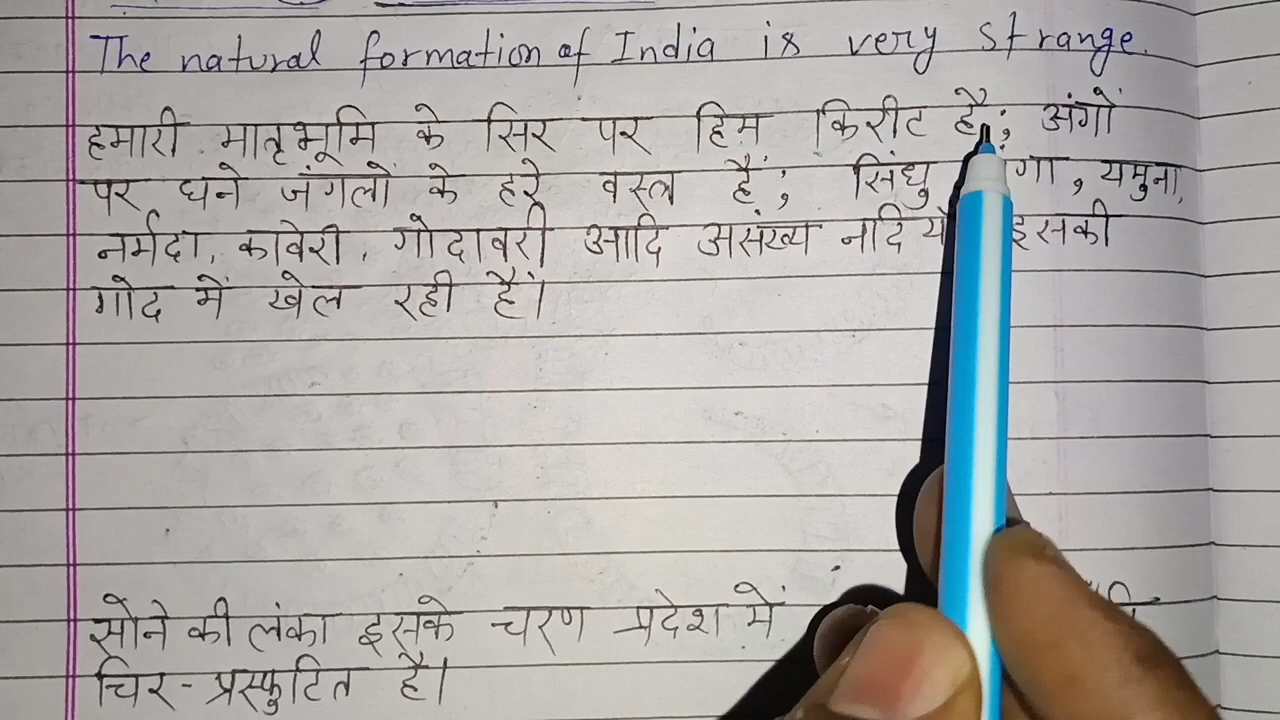 The natural formation of India is very strange.
हमारी मातृभूमि के सिर पर हिम किरीट है; अंगों
पर घने जंगलों के हरे वस्त्र हैं; सिंधु गा, यमुना,
नर्मदा, कावेरी, गोदावरी आदि असंख्य नदियाँ इसकी
गोद में खेल रही हैं।
सोने की लंका इसके चरण प्रदेश में
चिर-प्रस्फुटित है।